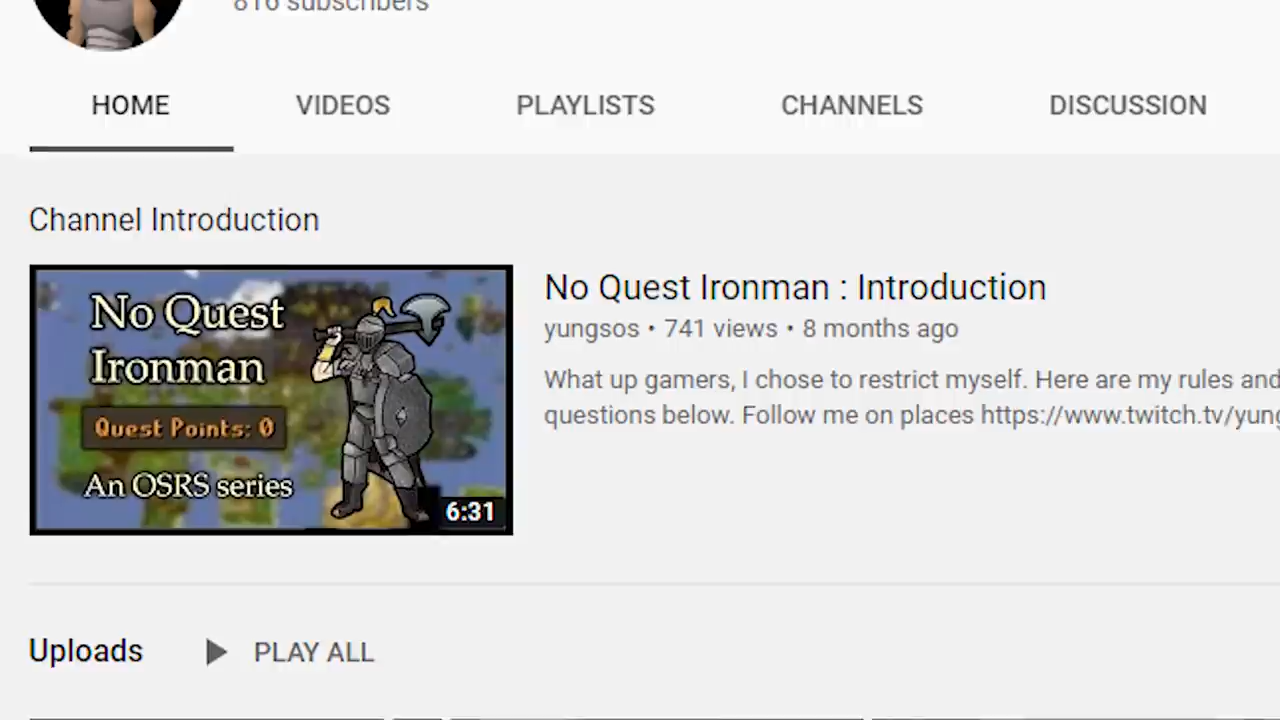 816 subscribers
HOME VIDEOS PLAYLISTS CHANNELS DISCUSSION
Channel Introduction
No Quest
Ironman
Quest Points: 0
An OSRS series
6:31
No Quest Ironman : Introduction
yungsos • 741 views • 8 months ago
What up gamers, I chose to restrict myself. Here are my rules and
questions below. Follow me on places https://www.twitch.tv/yung
Uploads PLAY ALL